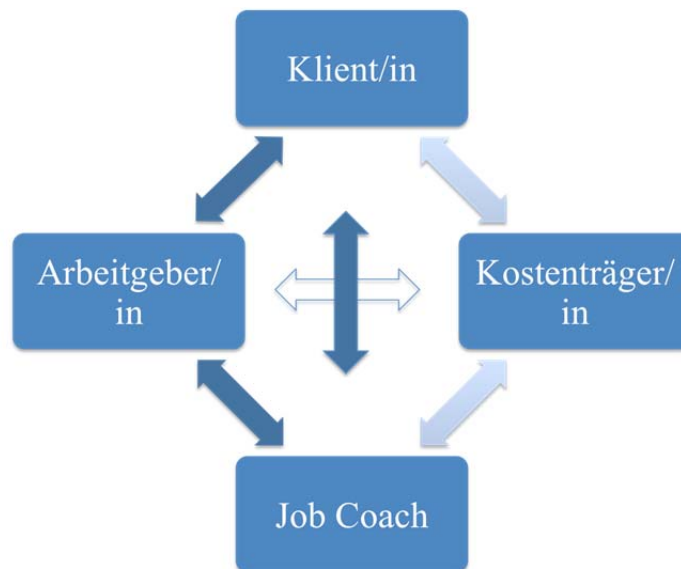 Klient/in
Arbeitgeber/
in
Kostenträger/
in
Job Coach